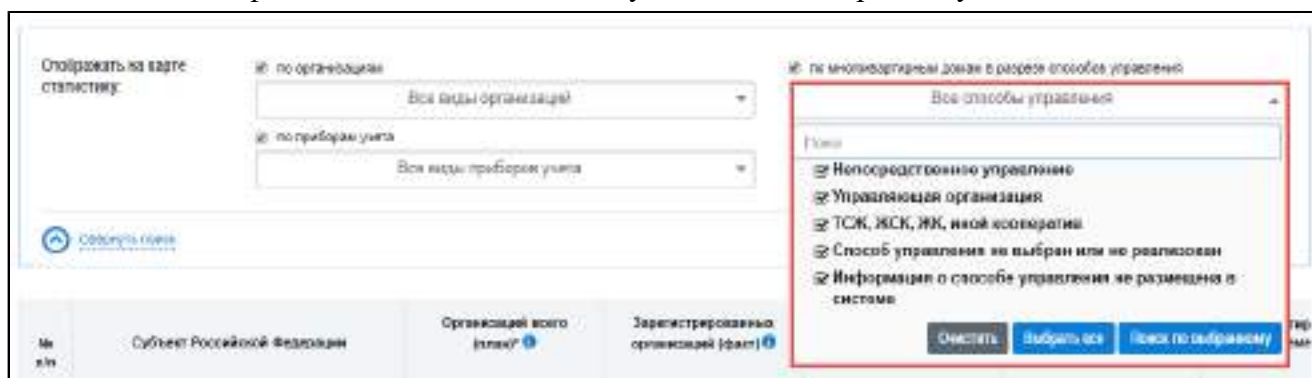 Отображать на карте
статистику:
по организациям
Все виды организаций
по приборам учета
Все виды приборов учета
по многоквартирным домам в разрезе способов управления
Все способы управления
Поиск
Непосредственное управление
Управляющая организация
ТСЖ, ЖСК, ЖК, иной кооператив
Способ управления не выбран или не реализован
Информация о способе управления не размещена в
системе
Очистить Выбрать все Поиск по выбранному
Свернуть поиск
№
п/п
Субъект Российской Федерации
Организаций всего
(план)*
Зарегистрированных
организаций (факт)